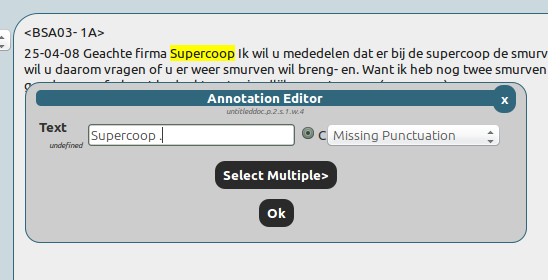 <BSA03- 1A>
25-04-08 Geachte firma Supercoop Ik wil u mededelen dat er bij de supercoop de smurv
wil u daarom vragen of u er weer smurven wil breng- en. Want ik heb nog twee smurven
Annotation Editor
x
untitleddoc.p.2.s.1.w.4
Text
undefined
Supercoop .
C
Missing Punctuation
Select Multiple>
Ok